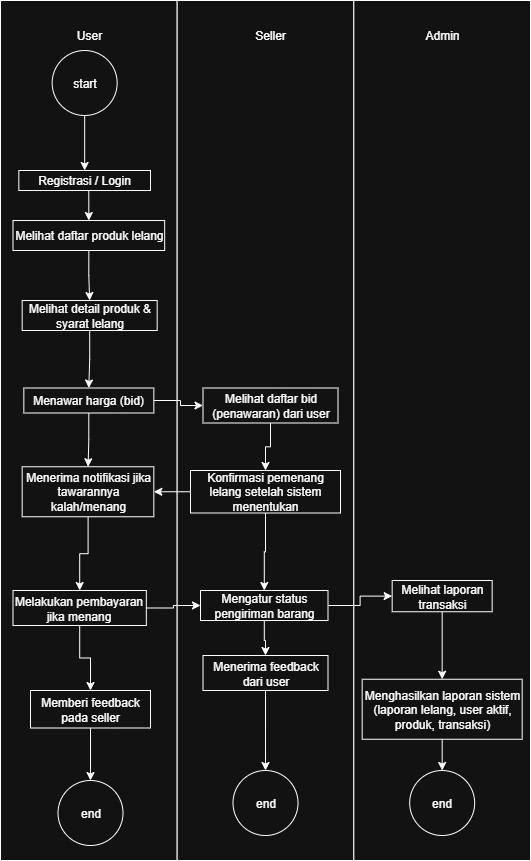 User
Seller
Admin
start
Registrasi / Login
Melihat daftar produk lelang
Melihat detail produk &
syarat lelang
Menawar harga (bid)
Melihat daftar bid
(penawaran) dari user
Menerima notifikasi jika
tawarannya
kalah/menang
Konfirmasi pemenang
lelang setelah sistem
menentukan
Melakukan pembayaran
jika menang
Mengatur status
pengiriman barang
Melihat laporan
transaksi
Menerima feedback
dari user
Memberi feedback
pada seller
Menghasilkan laporan sistem
(laporan lelang, user aktif,
produk, transaksi)
end
end
end